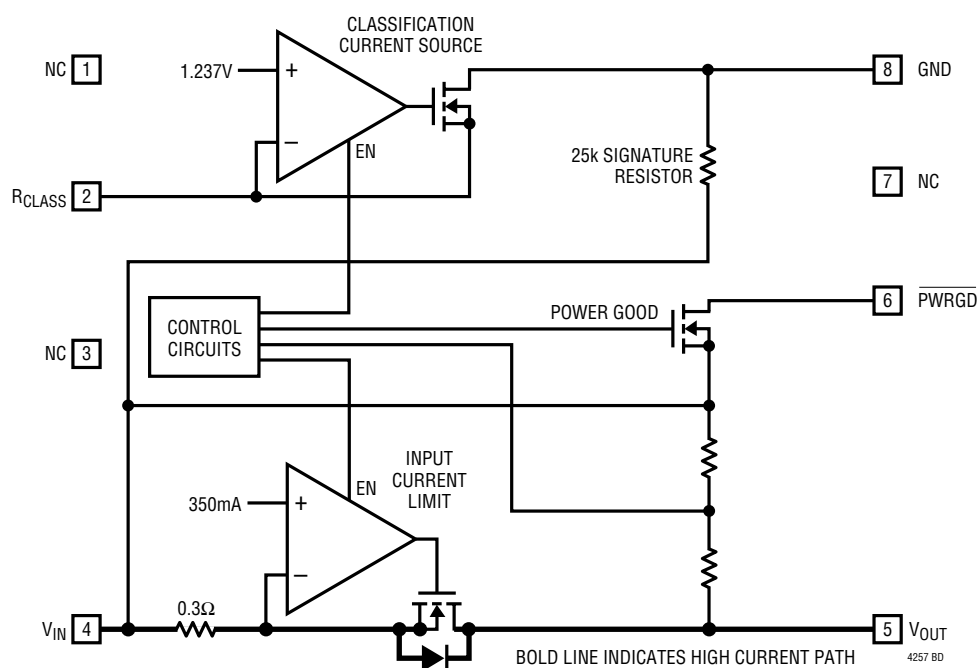 CLASSIFICATION
CURRENT SOURCE
NC 1
1.237V
+
−
EN
8 GND
25k SIGNATURE
RESISTOR
RCLASS 2
7 NC
CONTROL
CIRCUITS
POWER GOOD
6 PWRGD
NC 3
INPUT
CURRENT
LIMIT
EN
350mA
+
−
0.3Ω
VIN 4
5 VOUT
BOLD LINE INDICATES HIGH CURRENT PATH
4257 BD